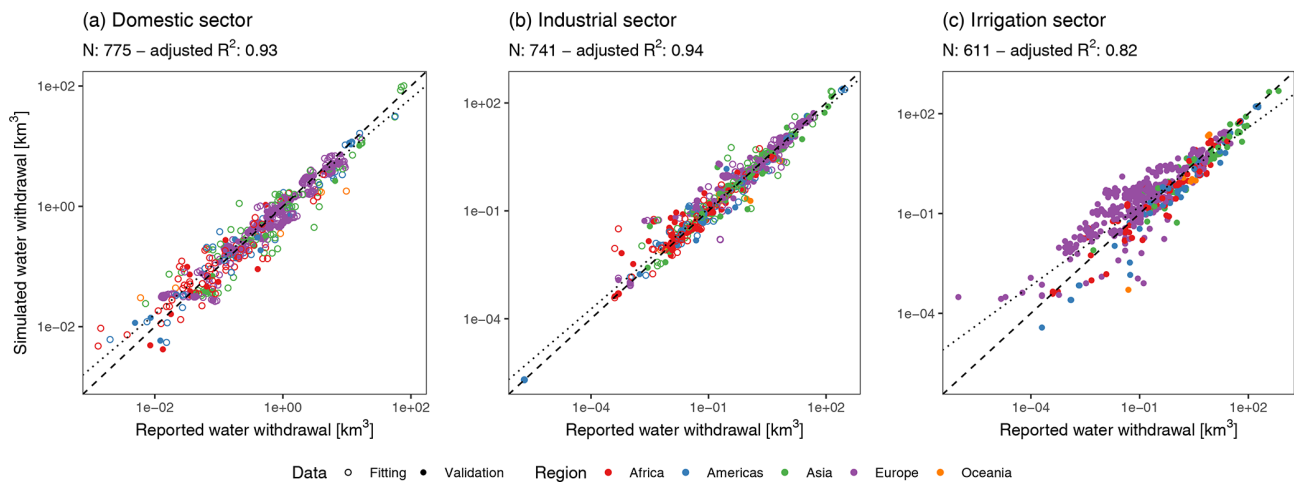 (a) Domestic sector
N: 775 − adjusted R²: 0.93
(b) Industrial sector
N: 741 − adjusted R²: 0.94
(c) Irrigation sector
N: 611 − adjusted R²: 0.82
Simulated water withdrawal [km³]
1e+02
1e+00
1e−02
1e−02
1e+00
1e+02
Reported water withdrawal [km³]
1e+02
1e−01
1e−04
1e−04
1e−01
1e+02
Reported water withdrawal [km³]
1e+02
1e−01
1e−04
1e−04
1e−01
1e+02
Reported water withdrawal [km³]
Data Fitting Validation Region Africa Americas Asia Europe Oceania